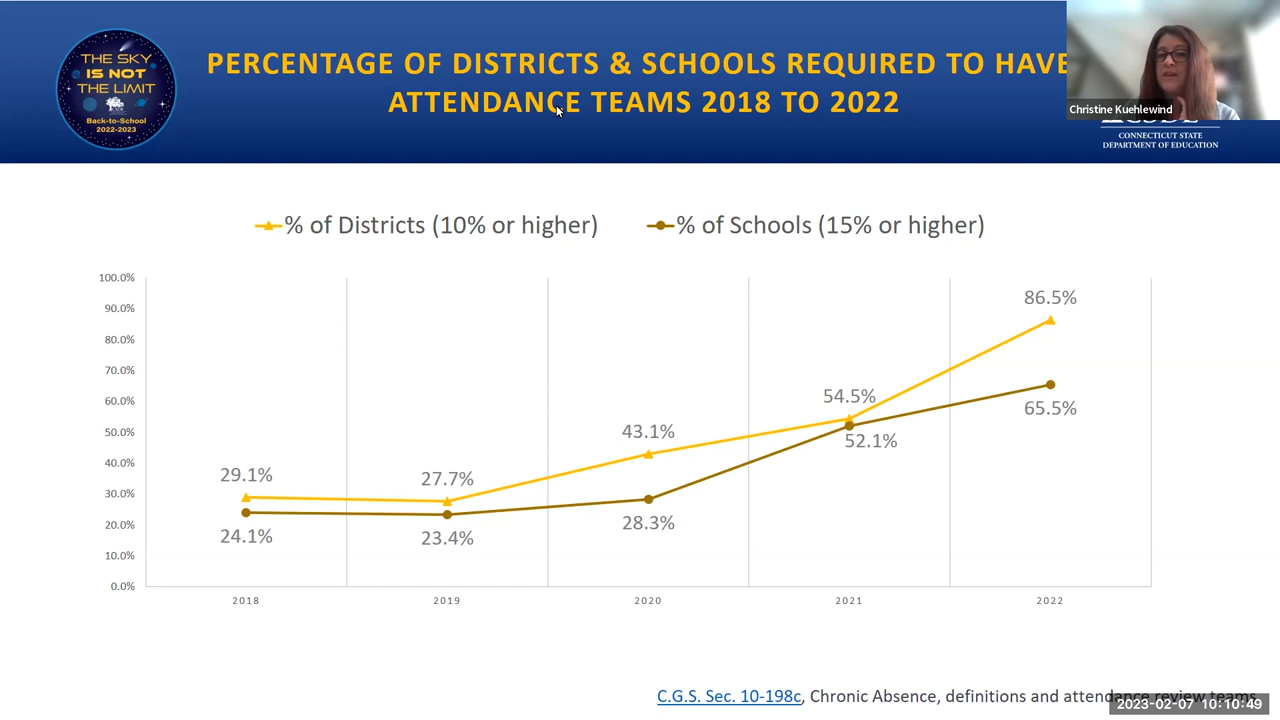 THE SKY
IS NOT
THE LIMIT
Back-to-School
2022-2023
PERCENTAGE OF DISTRICTS & SCHOOLS REQUIRED TO HAVE
ATTENDANCE TEAMS 2018 TO 2022
Christine Kuehlewind
CONNECTICUT STATE
DEPARTMENT OF EDUCATION
% of Districts (10% or higher)
% of Schools (15% or higher)
100.0%
90.0%
80.0%
70.0%
60.0%
50.0%
40.0%
30.0%
20.0%
10.0%
0.0%
29.1%
27.7%
43.1%
54.5%
86.5%
24.1%
23.4%
28.3%
52.1%
65.5%
2018
2019
2020
2021
2022
C.G.S. Sec. 10-198c, Chronic Absence, definitions and attendance review teams
2023-02-07 10:10:49